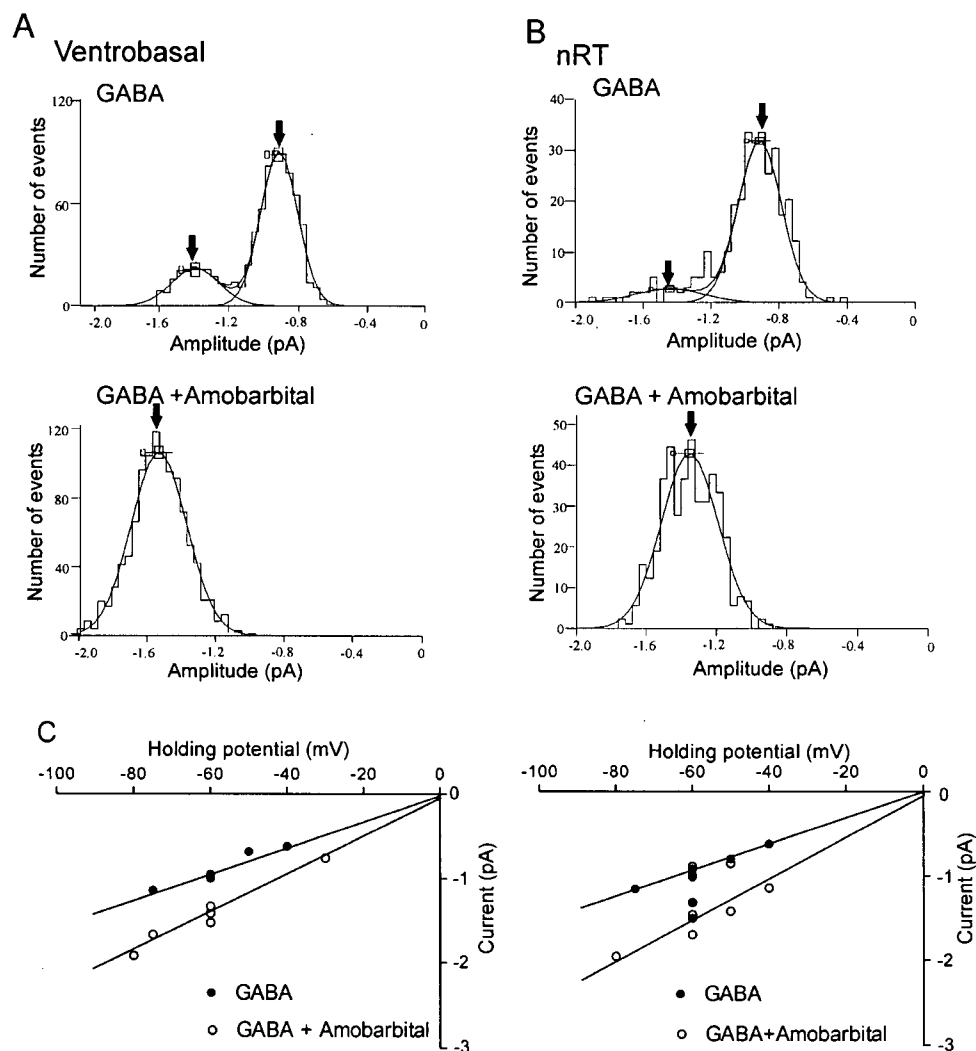 A
Ventrobasal
GABA
120
60
0
Number of events
-2.0 -1.6 -1.2 -0.8 -0.4 0
Amplitude (pA)
GABA +Amobarbital
120
80
40
0
Number of events
-2.0 -1.6 -1.2 -0.8 -0.4 0
Amplitude (pA)
B
nRT
GABA
40
30
20
10
0
Number of events
-2.0 -1.6 -1.2 -0.8 -0.4 0
Amplitude (pA)
GABA + Amobarbital
50
40
30
20
10
0
Number of events
-2.0 -1.6 -1.2 -0.8 -0.4 0
Amplitude (pA)
C
Holding potential (mV)
-100 -80 -60 -40 -20 0
0
-1
-2
-3
Current (pA)
GABA
GABA + Amobarbital
Holding potential (mV)
-100 -80 -60 -40 -20 0
0
-1
-2
-3
Current (pA)
GABA
GABA+Amobarbital